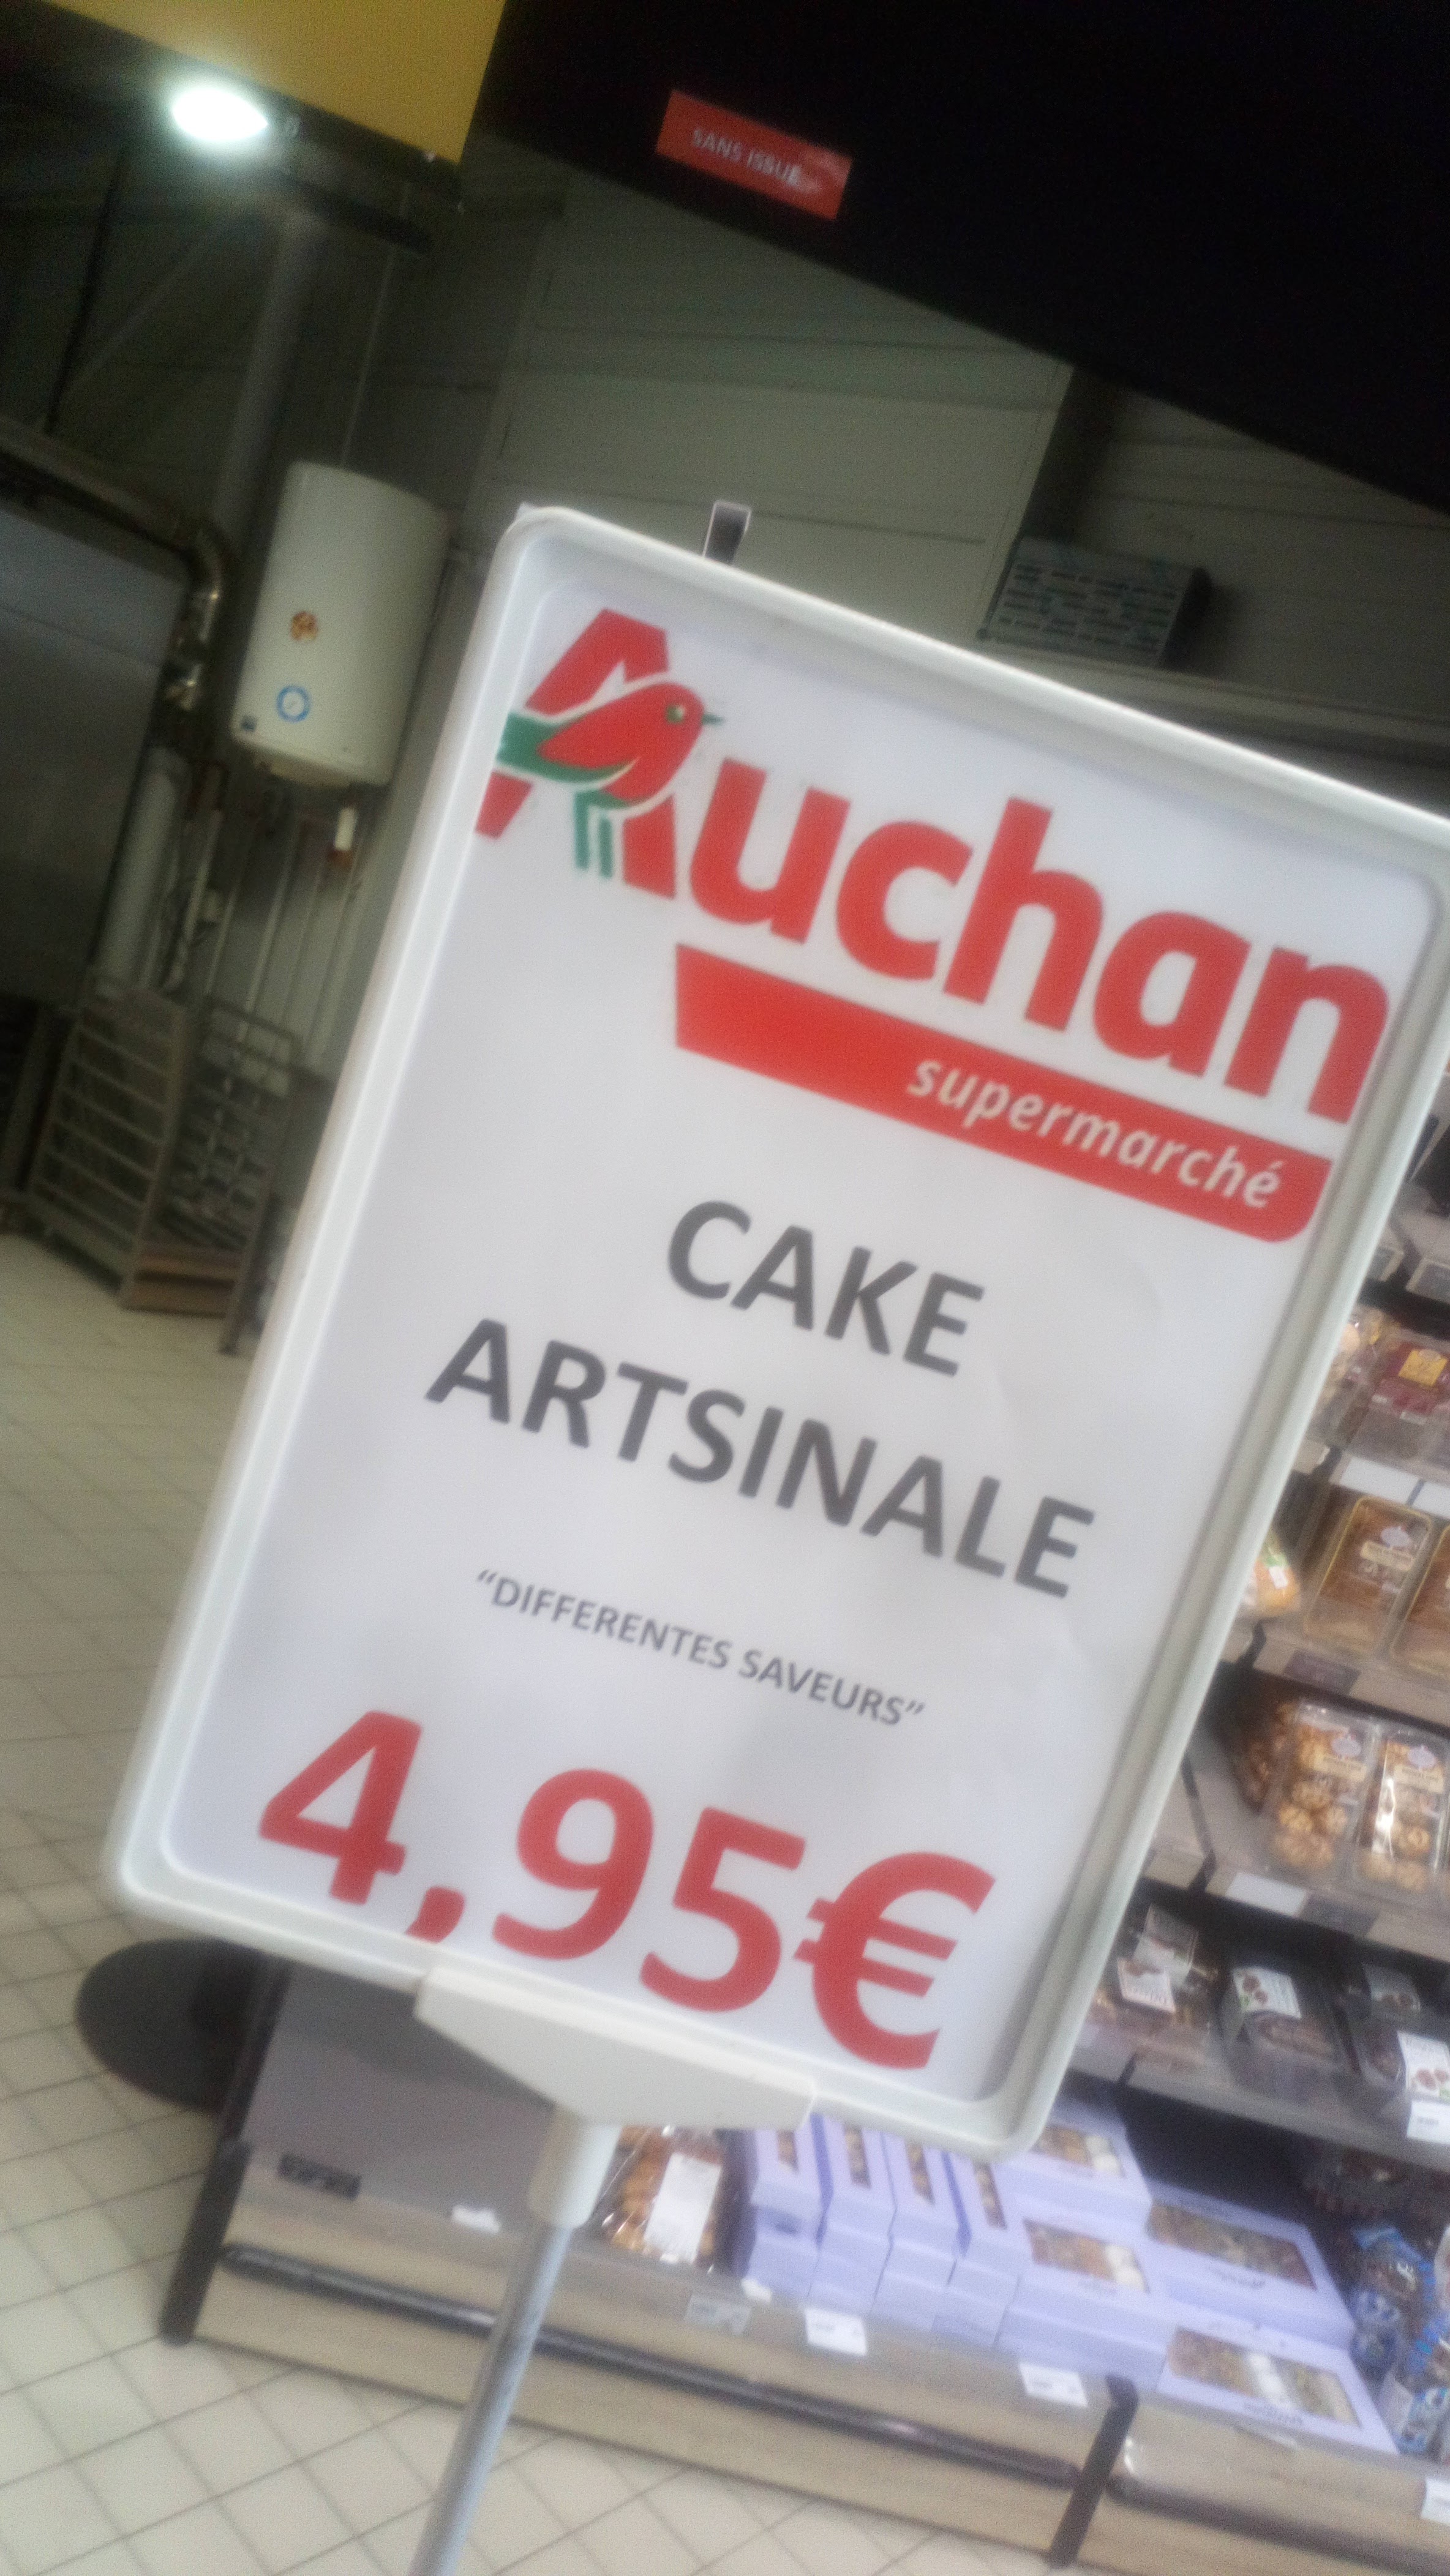 SANS ISSUE
Auchan
supermarché
CAKE
ARTSINALE
“DIFFERENTES SAVEURS”
4,95€